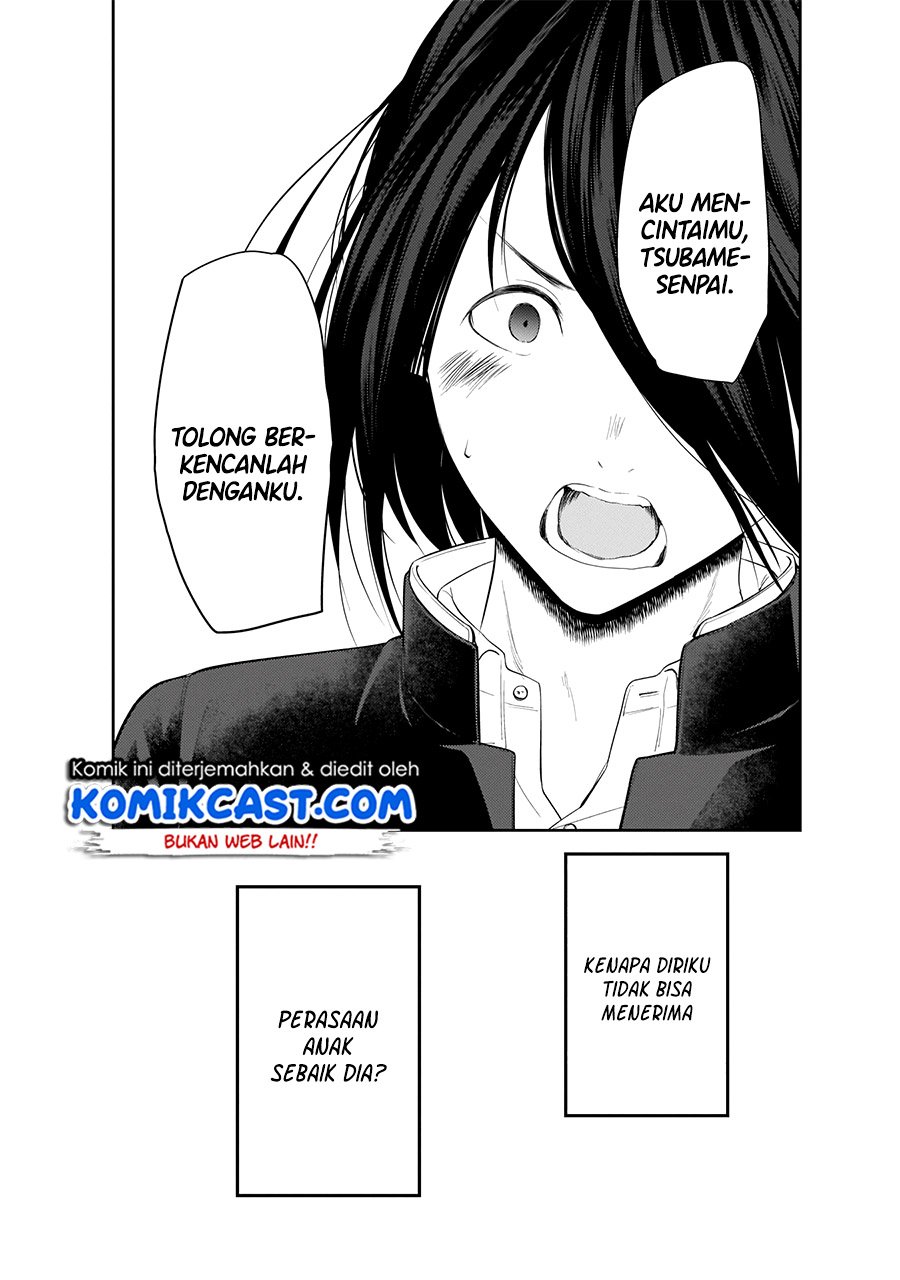 AKU MEN-
CINTAIMU,
TSUBAME-
SENPAI.
TOLONG BER-
KENCANLAH
DENGANKU.
Komik ini diterjemahkan & diedit oleh
KOMIKCAST.COM
BUKAN WEB LAIN!!
KENAPA DIRIKU
TIDAK BISA
MENERIMA
PERASAAN
ANAK
SEBAIK DIA?